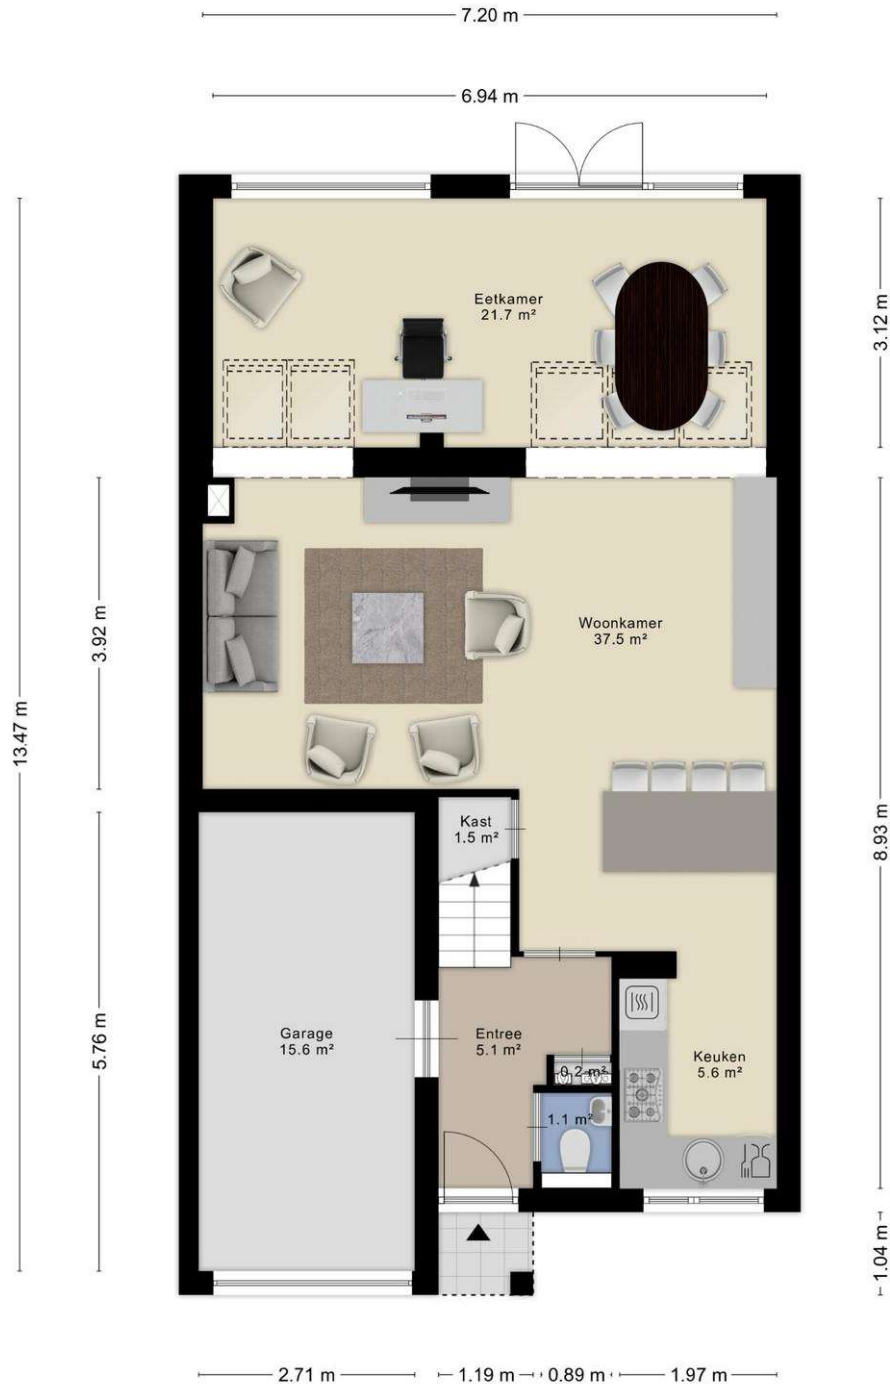 7.20 m
6.94 m
Eetkamer
21.7 m²
3.12 m
3.92 m
Woonkamer
37.5 m²
13.47 m
Kast
1.5 m²
8.93 m
5.76 m
Garage
15.6 m²
Entree
5.1 m²
0.2 m²
Keuken
5.6 m²
1.1 m²
1.04 m
2.71 m
1.19 m
0.89 m
1.97 m